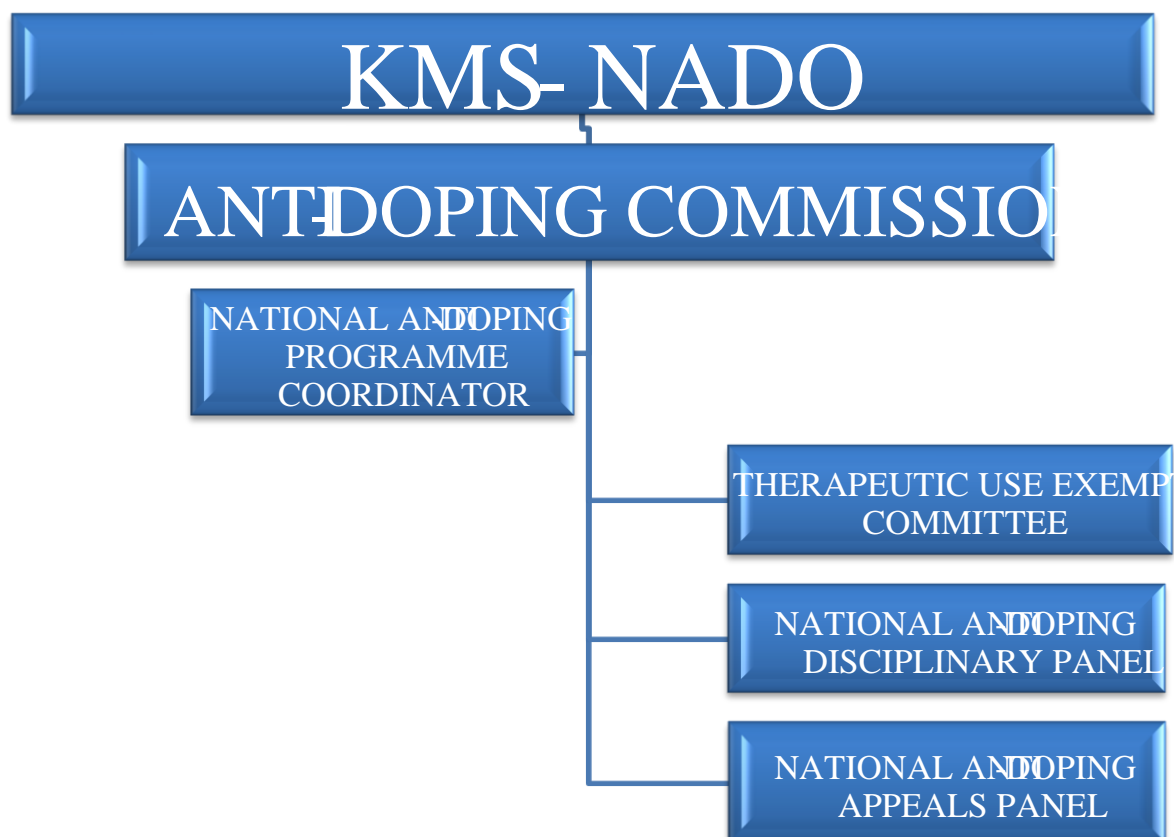 KMS- NADO
ANTI-DOPING COMMISSIO
NATIONAL ANTI-DOPING
PROGRAMME
COORDINATOR
THERAPEUTIC USE EXEMP
COMMITTEE
NATIONAL ANTI-DOPING
DISCIPLINARY PANEL
NATIONAL ANTI-DOPING
APPEALS PANEL